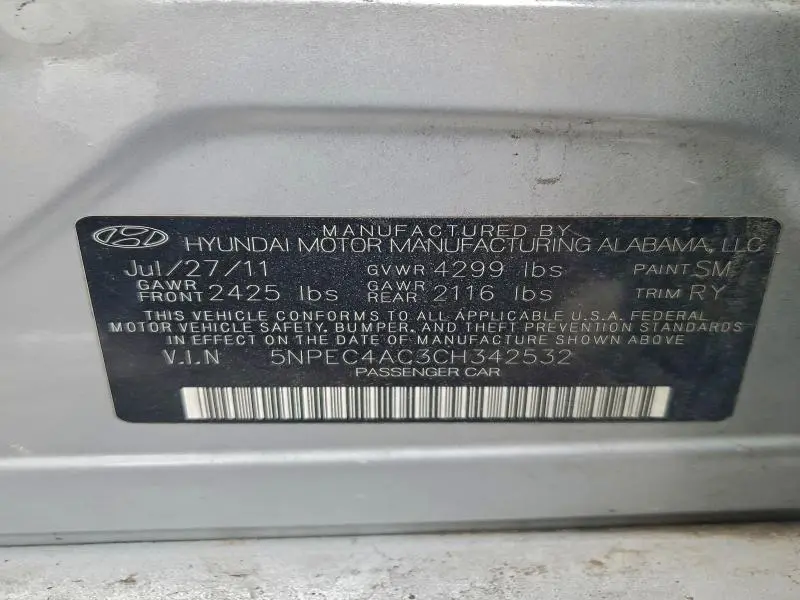 MANUFACTURED BY
HYUNDAI MOTOR MANUFACTURING ALABAMA, LLC
Jul/27/11 GVWR 4299 lbs PAINT SM
GAWR FRONT 2425 lbs GAWR REAR 2116 lbs TRIM RY
THIS VEHICLE CONFORMS TO ALL APPLICABLE U.S.A. FEDERAL
MOTOR VEHICLE SAFETY, BUMPER, AND THEFT PREVENTION STANDARDS
IN EFFECT ON THE DATE OF MANUFACTURE SHOWN ABOVE
V.I.N 5NPEC4AC3CH342532
PASSENGER CAR